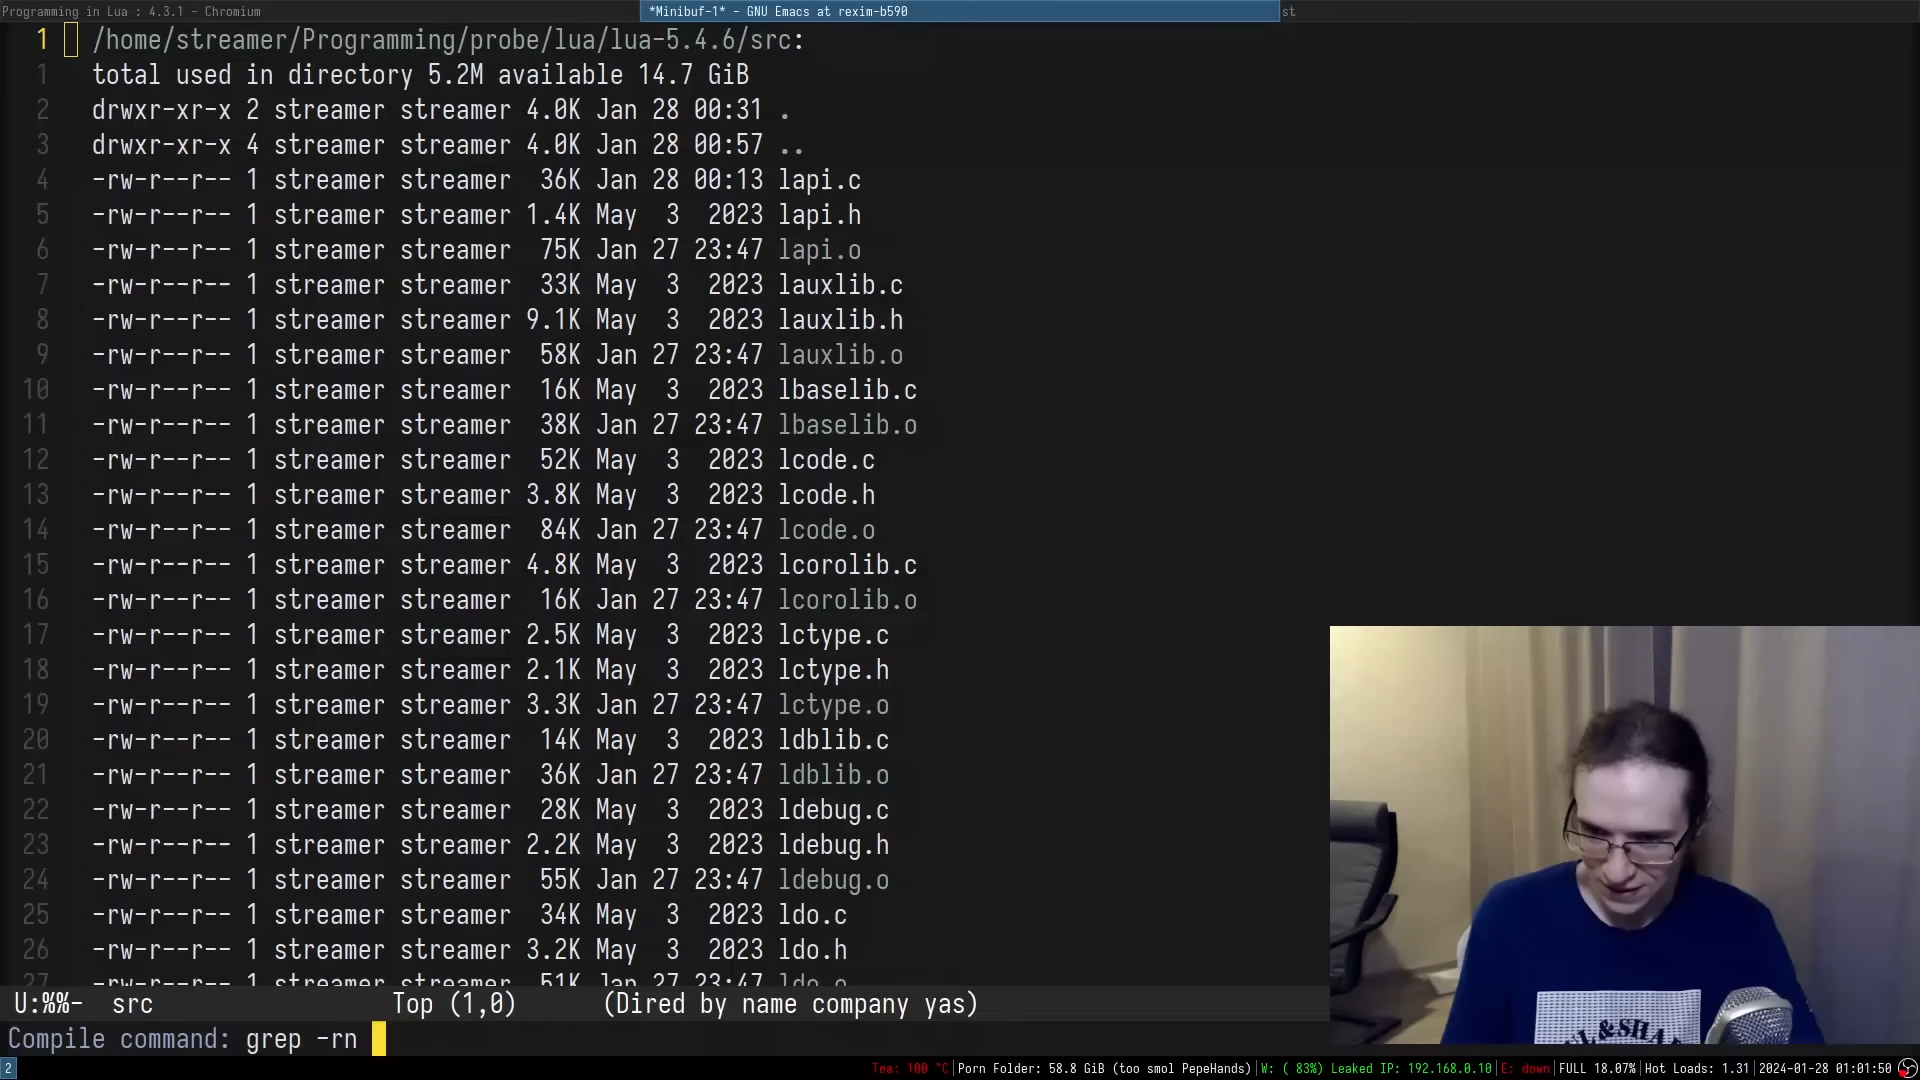 Programming in Lua : 4.3.1 - Chromium
*Minibuf-1* - GNU Emacs at rexim-b590
st
1 /home/streamer/Programming/probe/lua/lua-5.4.6/src:
1 total used in directory 5.2M available 14.7 GiB
2 drwxr-xr-x 2 streamer streamer 4.0K Jan 28 00:31 .
3 drwxr-xr-x 4 streamer streamer 4.0K Jan 28 00:57 ..
4 -rw-r--r-- 1 streamer streamer 36K Jan 28 00:13 lapi.c
5 -rw-r--r-- 1 streamer streamer 1.4K May 3 2023 lapi.h
6 -rw-r--r-- 1 streamer streamer 75K Jan 27 23:47 lapi.o
7 -rw-r--r-- 1 streamer streamer 33K May 3 2023 lauxlib.c
8 -rw-r--r-- 1 streamer streamer 9.1K May 3 2023 lauxlib.h
9 -rw-r--r-- 1 streamer streamer 58K Jan 27 23:47 lauxlib.o
10 -rw-r--r-- 1 streamer streamer 16K May 3 2023 lbaselib.c
11 -rw-r--r-- 1 streamer streamer 38K Jan 27 23:47 lbaselib.o
12 -rw-r--r-- 1 streamer streamer 52K May 3 2023 lcode.c
13 -rw-r--r-- 1 streamer streamer 3.8K May 3 2023 lcode.h
14 -rw-r--r-- 1 streamer streamer 84K Jan 27 23:47 lcode.o
15 -rw-r--r-- 1 streamer streamer 4.8K May 3 2023 lcorolib.c
16 -rw-r--r-- 1 streamer streamer 16K Jan 27 23:47 lcorolib.o
17 -rw-r--r-- 1 streamer streamer 2.5K May 3 2023 lctype.c
18 -rw-r--r-- 1 streamer streamer 2.1K May 3 2023 lctype.h
19 -rw-r--r-- 1 streamer streamer 3.3K Jan 27 23:47 lctype.o
20 -rw-r--r-- 1 streamer streamer 14K May 3 2023 ldblib.c
21 -rw-r--r-- 1 streamer streamer 36K Jan 27 23:47 ldblib.o
22 -rw-r--r-- 1 streamer streamer 28K May 3 2023 ldebug.c
23 -rw-r--r-- 1 streamer streamer 2.2K May 3 2023 ldebug.h
24 -rw-r--r-- 1 streamer streamer 55K Jan 27 23:47 ldebug.o
25 -rw-r--r-- 1 streamer streamer 34K May 3 2023 ldo.c
26 -rw-r--r-- 1 streamer streamer 3.2K May 3 2023 ldo.h
27 -rw-r--r-- 1 streamer streamer 51K Jan 27 23:47 ldo.o
U:%%- src Top (1,0) (Dired by name company yas)
Compile command: grep -rn
2 Tea: 100 °C|Porn Folder: 58.8 GiB (too smol PepeHands)|W: ( 83%) Leaked IP: 192.168.0.10|E: down|FULL 18.07%|Hot Loads: 1.31|2024-01-28 01:01:50